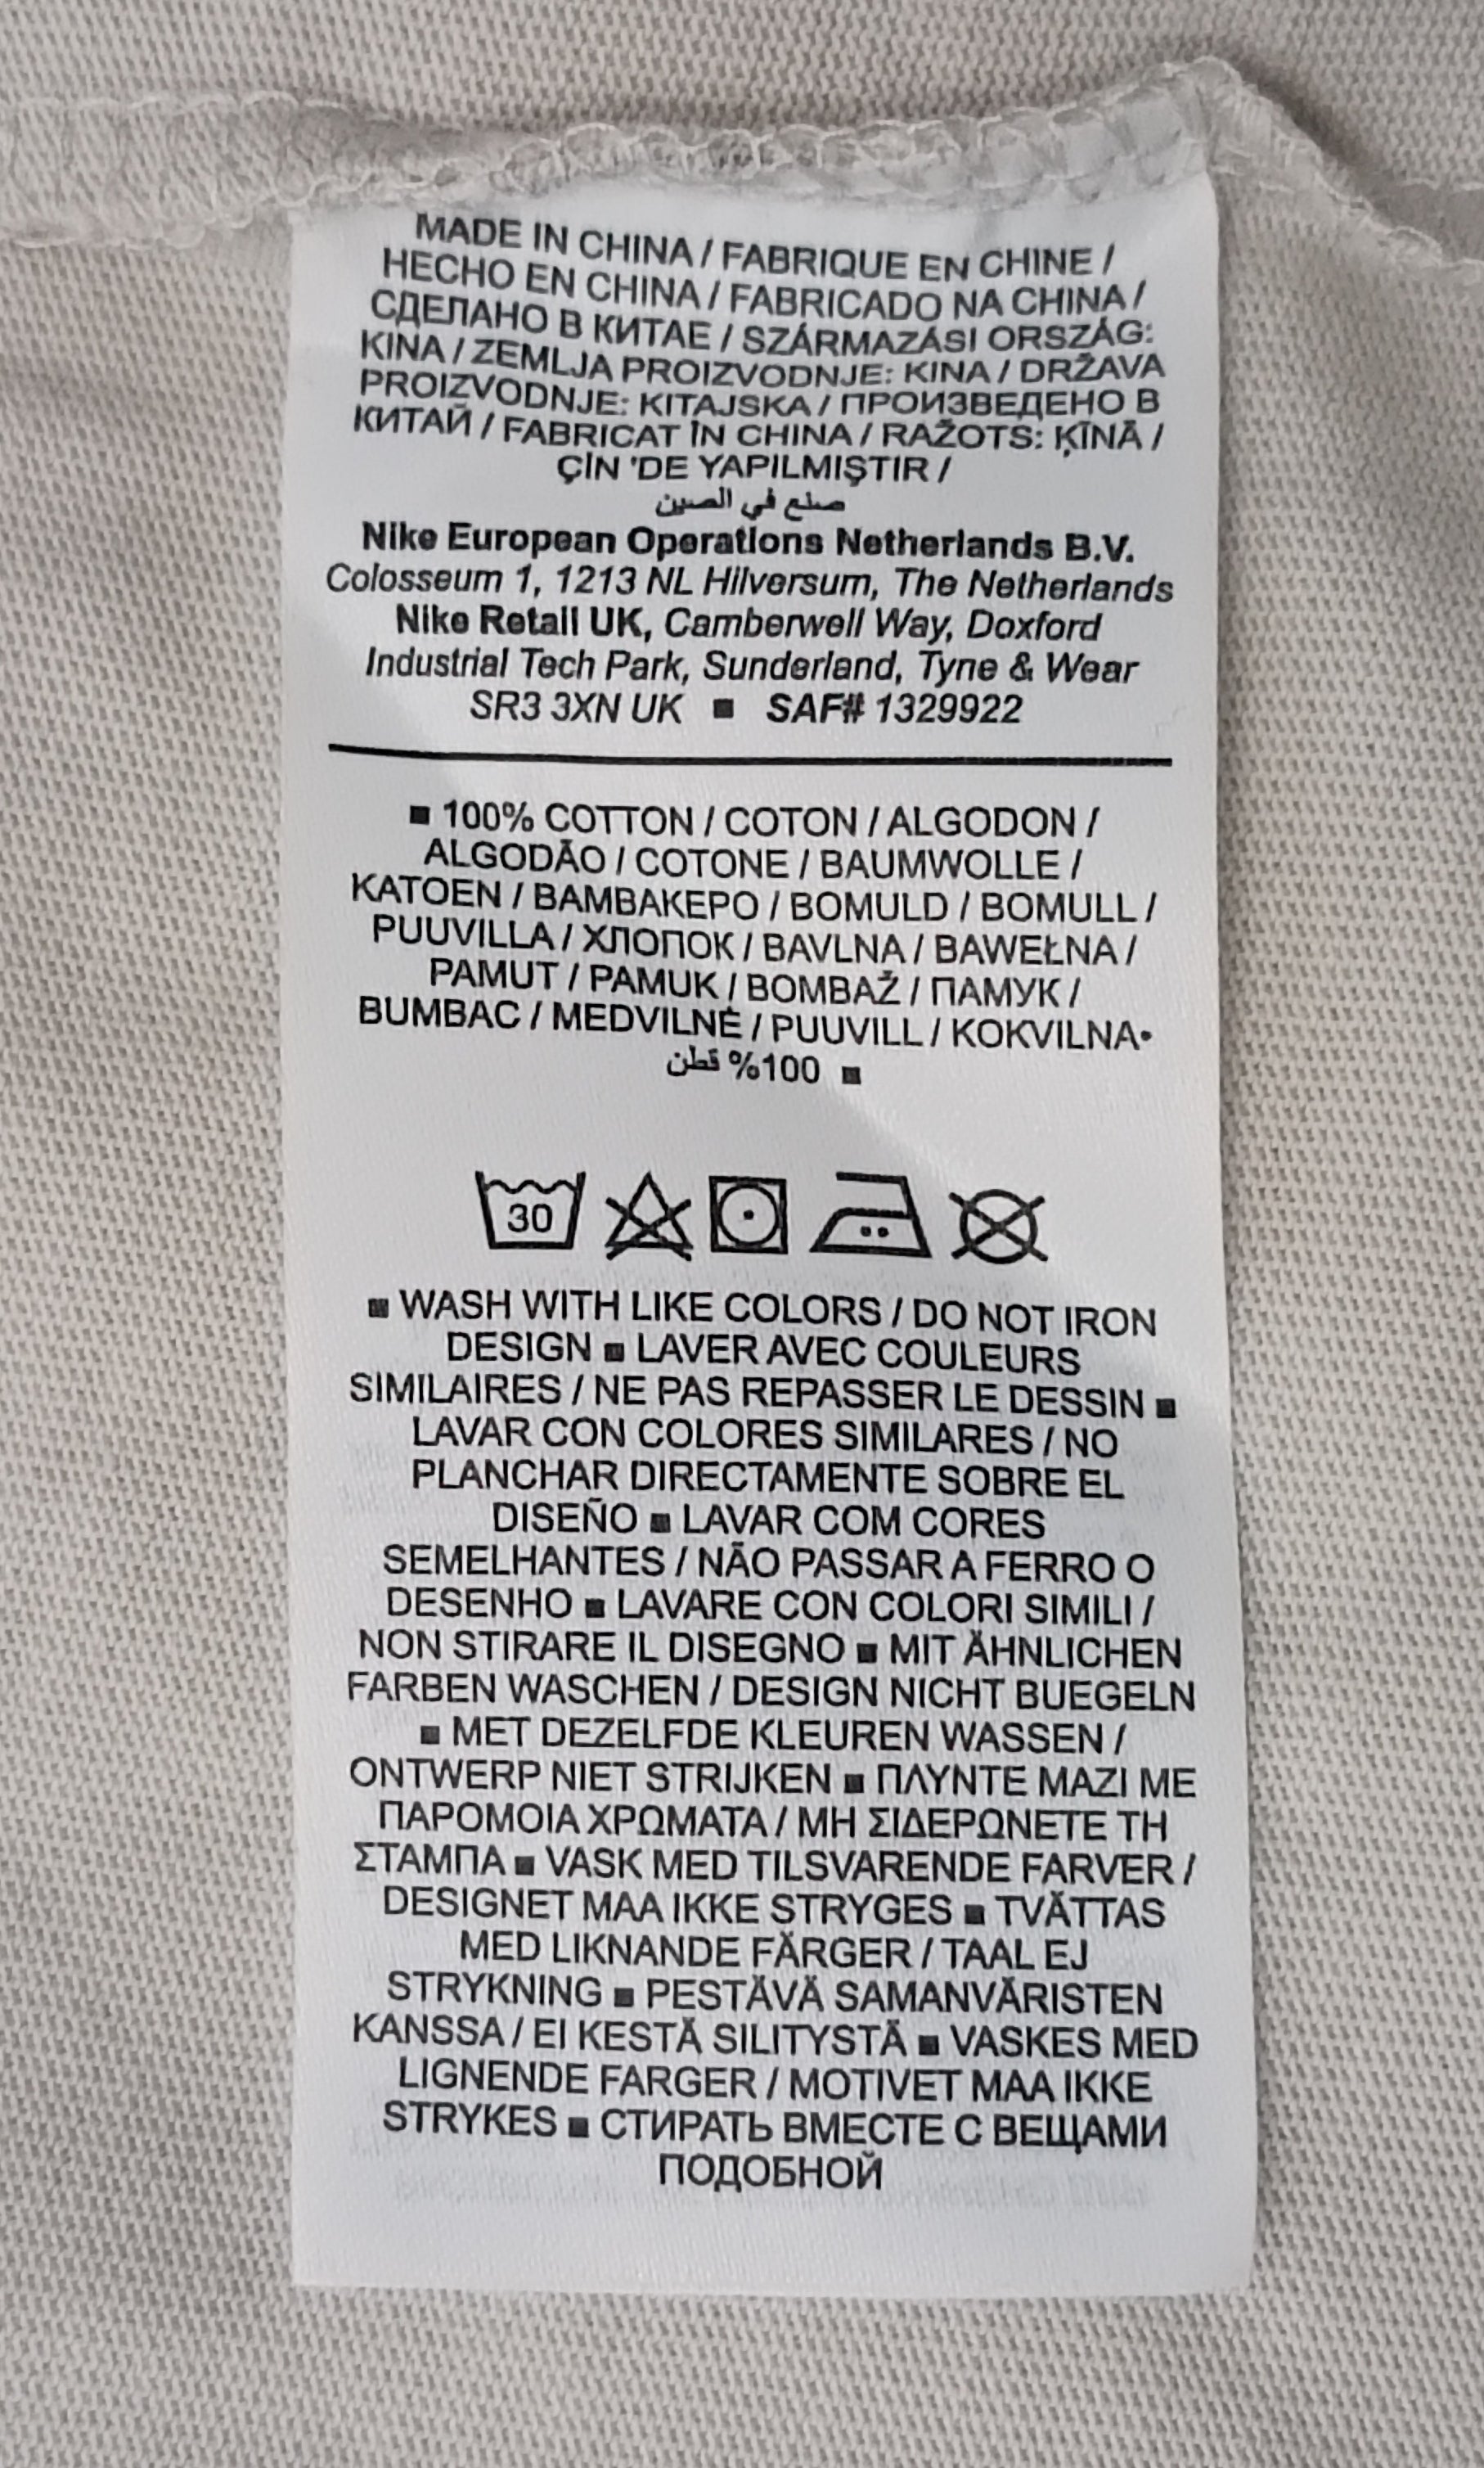 MADE IN CHINA / FABRIQUE EN CHINE /
HECHO EN CHINA / FABRICADO NA CHINA /
СДЕЛАНО В КИТАЕ / SZÁRMAZÁSI ORSZÁG:
KINA / ZEMLJA PROIZVODNJE: KINA / DRŽAVA
PROIZVODNJE: KITAJSKA / ПРОИЗВЕДЕНО В
КИТАЙ / FABRICAT ÎN CHINA / RAŽOTS: ĶĪNĀ /
ÇİN 'DE YAPILMIŞTIR /
صنع في الصين
Nike European Operations Netherlands B.V.
Colosseum 1, 1213 NL Hilversum, The Netherlands
Nike Retail UK, Camberwell Way, Doxford
Industrial Tech Park, Sunderland, Tyne & Wear
SR3 3XN UK ■ SAF# 1329922
■ 100% COTTON / COTON / ALGODON /
ALGODÃO / COTONE / BAUMWOLLE /
KATOEN / ΒΑΜΒΑΚΕΡΟ / BOMULD / BOMULL /
PUUVILLA / ХЛОПОК / BAVLNA / BAWEŁNA /
PAMUT / PAMUK / BOMBAŽ / ПАМУК /
BUMBAC / MEDVILNĖ / PUUVILL / KOKVILNA•
100% قطن ■
30
■ WASH WITH LIKE COLORS / DO NOT IRON
DESIGN ■ LAVER AVEC COULEURS
SIMILAIRES / NE PAS REPASSER LE DESSIN ■
LAVAR CON COLORES SIMILARES / NO
PLANCHAR DIRECTAMENTE SOBRE EL
DISEÑO ■ LAVAR COM CORES
SEMELHANTES / NÃO PASSAR A FERRO O
DESENHO ■ LAVARE CON COLORI SIMILI /
NON STIRARE IL DISEGNO ■ MIT ÄHNLICHEN
FARBEN WASCHEN / DESIGN NICHT BUEGELN
■ MET DEZELFDE KLEUREN WASSEN /
ONTWERP NIET STRIJKEN ■ ΠΛΥΝΤΕ ΜΑΖΙ ΜΕ
ΠΑΡΟΜΟΙΑ ΧΡΩΜΑΤΑ / ΜΗ ΣΙΔΕΡΩΝΕΤΕ ΤΗ
ΣΤΑΜΠΑ ■ VASK MED TILSVARENDE FARVER /
DESIGNET MAA IKKE STRYGES ■ TVÄTTAS
MED LIKNANDE FÄRGER / TAAL EJ
STRYKNING ■ PESTÄVÄ SAMANVÄRISTEN
KANSSA / EI KESTÄ SILITYSTÄ ■ VASKES MED
LIGNENDE FARGER / MOTIVET MAA IKKE
STRYKES ■ СТИРАТЬ ВМЕСТЕ С ВЕЩАМИ
ПОДОБНОЙ